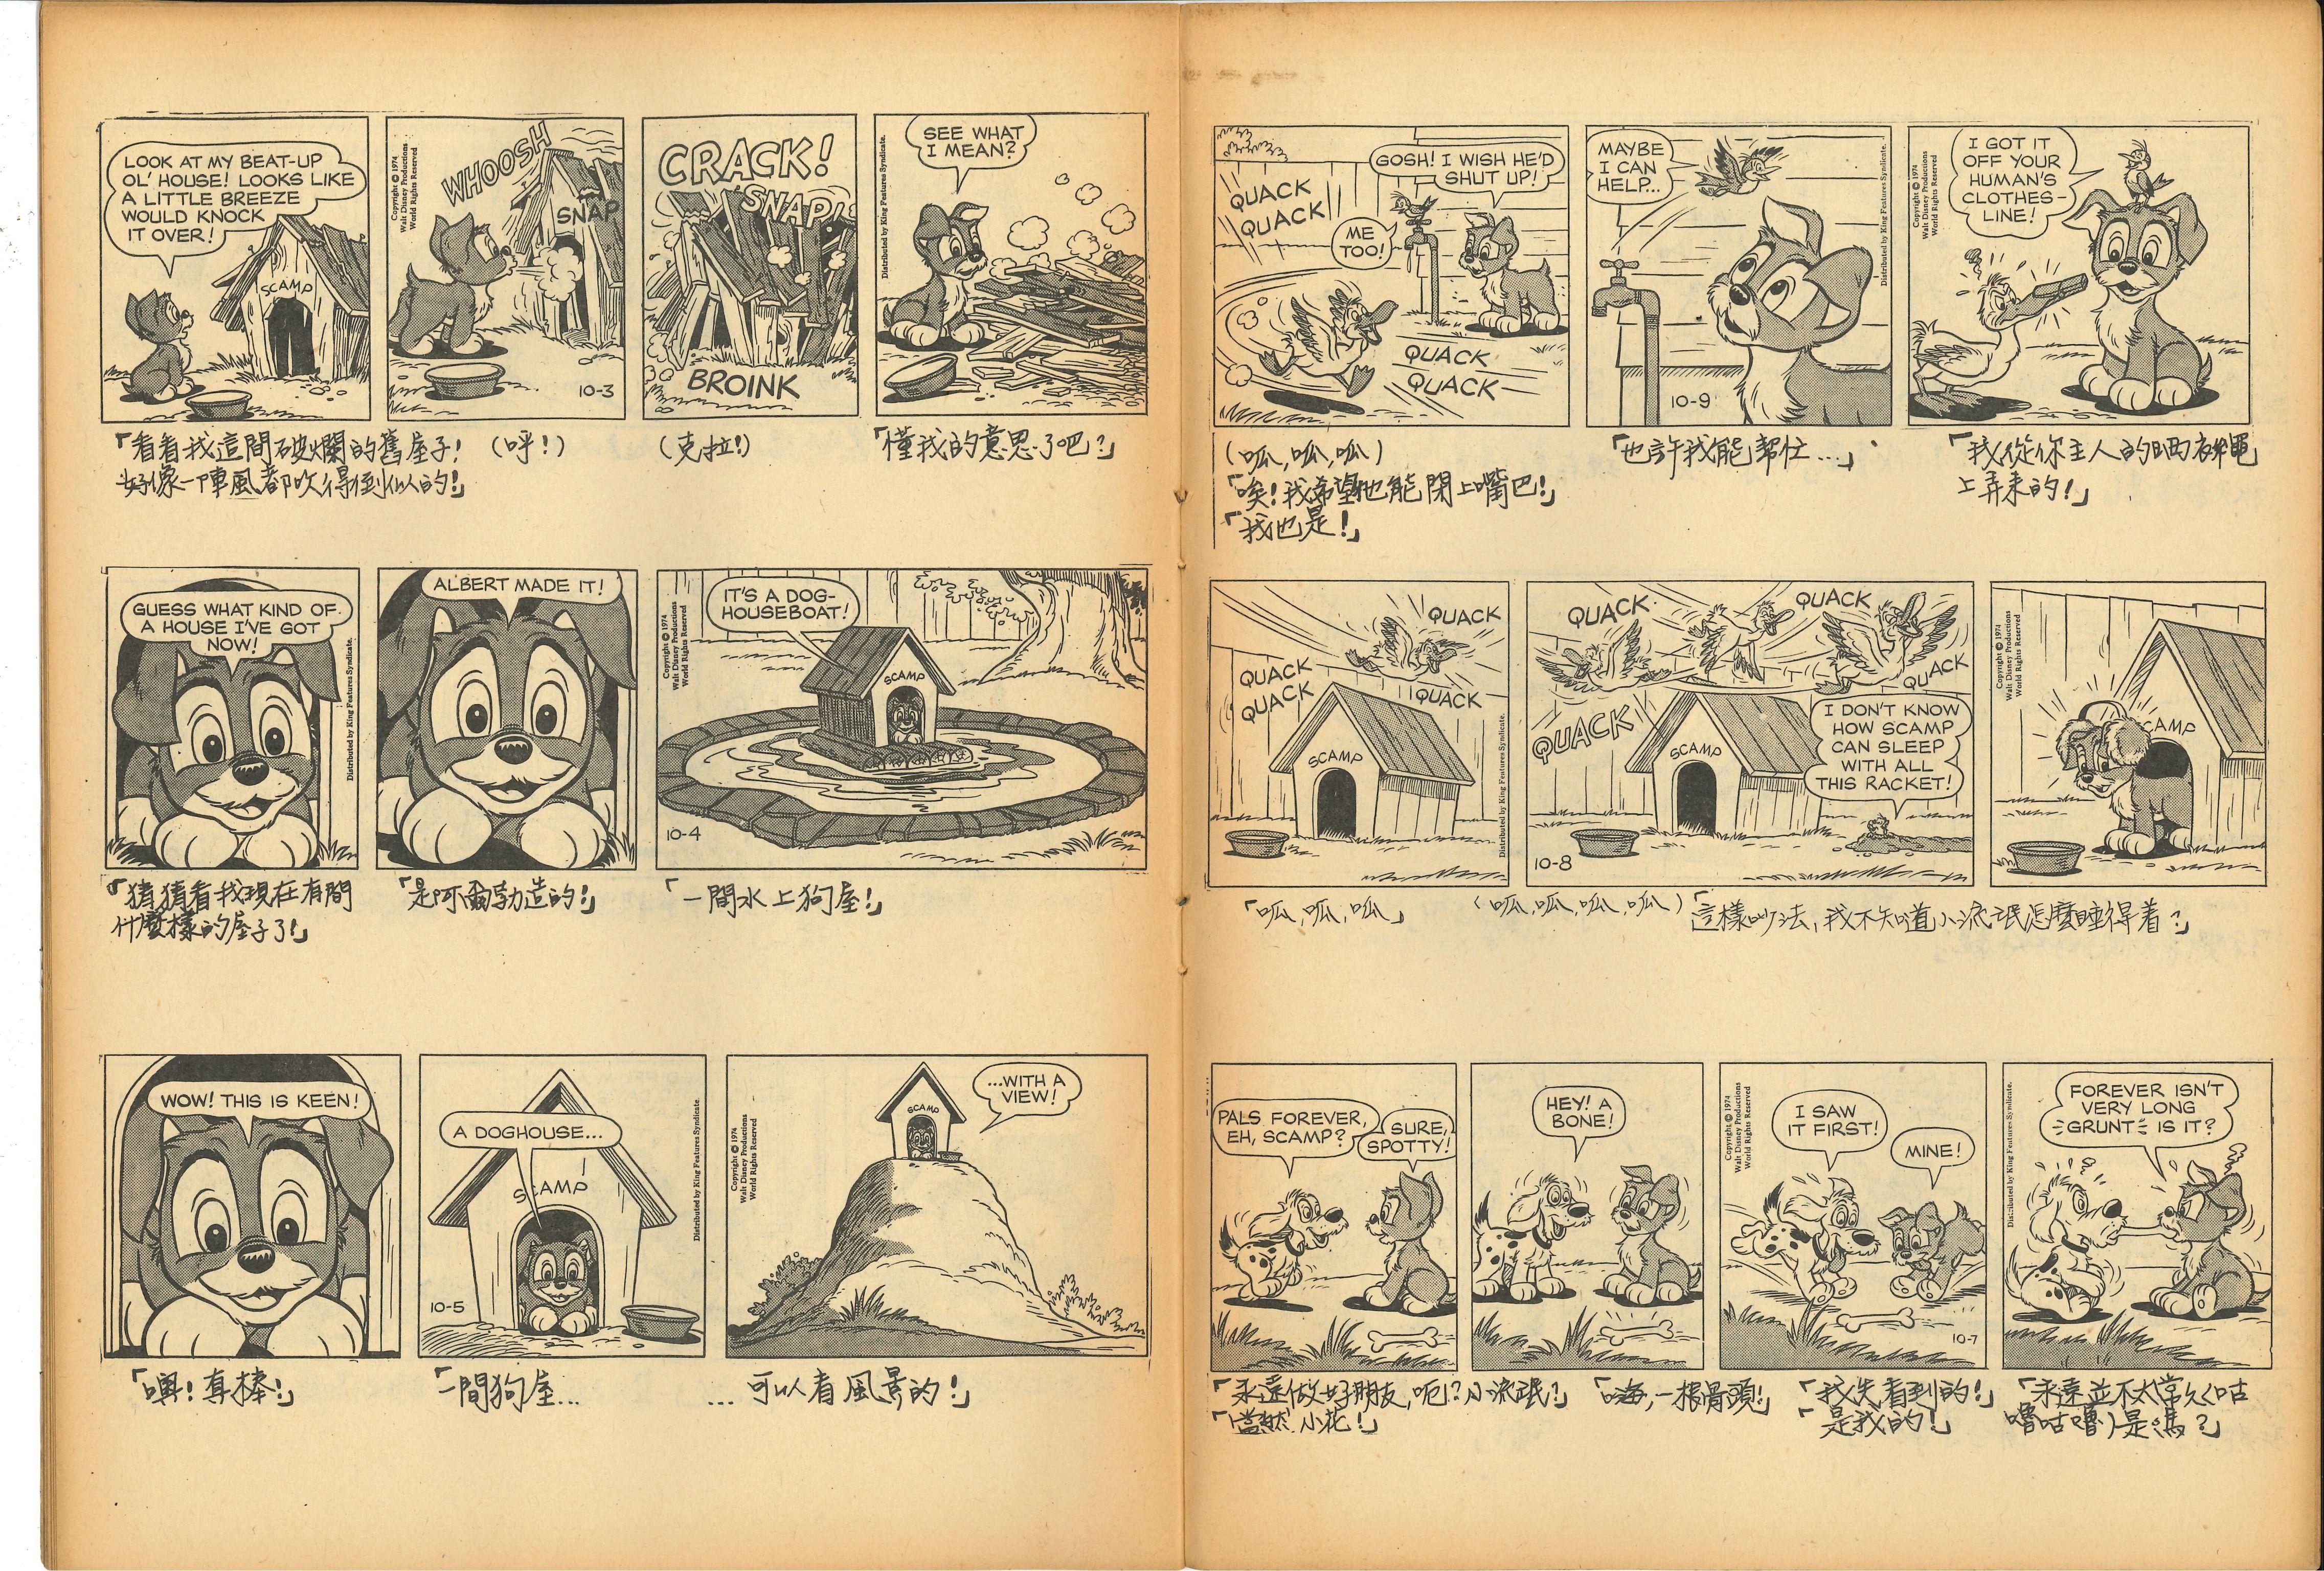 LOOK AT MY BEAT-UP
OL' HOUSE! LOOKS LIKE
A LITTLE BREEZE
WOULD KNOCK
IT OVER!
SCAMP
Copyright © 1974
Walt Disney Productions
World Rights Reserved
WHOOSH
SNAP
10-3
CRACK!
SNAP!
BROINK
Distributed by King Features Syndicate.
SEE WHAT
I MEAN?
「看看我這間破爛的舊屋子!
好像一陣風都吹得倒似的!」
(呼!)
(克拉!)
「懂我的意思了吧?」
GUESS WHAT KIND OF
A HOUSE I'VE GOT
NOW!
Distributed by King Features Syndicate.
ALBERT MADE IT!
Copyright © 1974
Walt Disney Productions
World Rights Reserved
IT'S A DOG-
HOUSEBOAT!
SCAMP
10-4
「猜猜看我現在有間
什麼樣的屋子了!」
「是阿爾勃造的!」
「一間水上狗屋!」
WOW! THIS IS KEEN!
A DOGHOUSE...
SCAMP
10-5
Distributed by King Features Syndicate.
Copyright © 1974
Walt Disney Productions
World Rights Reserved
SCAMP
...WITH A
VIEW!
「嘩!真棒!」
「一間狗屋...
...可以看風景的!」
QUACK
QUACK
GOSH! I WISH HE'D
SHUT UP!
ME
TOO!
QUACK
QUACK
MAYBE
I CAN
HELP...
10-9
Distributed by King Features Syndicate.
Copyright © 1974
Walt Disney Productions
World Rights Reserved
I GOT IT
OFF YOUR
HUMAN'S
CLOTHES-
LINE!
(呱,呱,呱)
「唉!我希望他能閉上嘴巴!」
「我也是!」
「也許我能幫忙...」
「我從你主人的晒衣繩
上弄來的!」
QUACK
QUACK
QUACK
QUACK
SCAMP
Distributed by King Features Syndicate.
QUACK
QUACK
QUACK
QUACK
SCAMP
I DON'T KNOW
HOW SCAMP
CAN SLEEP
WITH ALL
THIS RACKET!
10-8
Copyright © 1974
Walt Disney Productions
World Rights Reserved
CAMP
「呱,呱,呱」
(呱,呱,呱,呱)
「這樣吵法,我不知道小流氓怎麼睡得着?」
PALS FOREVER,
EH, SCAMP?
SURE,
SPOTTY!
HEY! A
BONE!
Copyright © 1974
Walt Disney Productions
World Rights Reserved
I SAW
IT FIRST!
MINE!
10-7
Distributed by King Features Syndicate.
FOREVER ISN'T
VERY LONG
GRUNT IS IT?
「永遠做好朋友,呃?小流氓?」
「當然,小花!」
「嗨,一根骨頭!」
「我先看到的!」
「是我的!」
「永遠並不太常久(咕
嚕咕嚕)是嗎?」